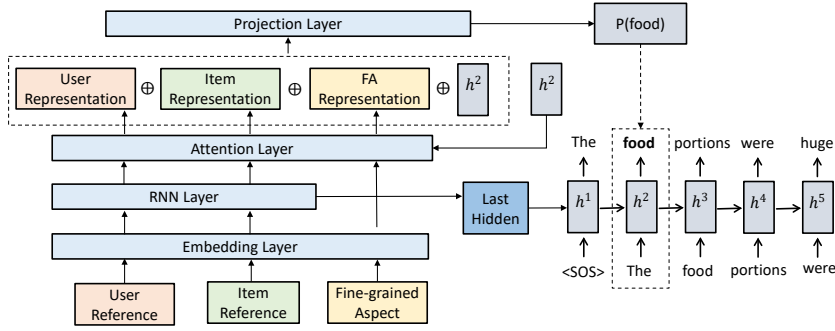 Projection Layer
P(food)
User
Representation
⊕
Item
Representation
⊕
FA
Representation
⊕
h²
h²
Attention Layer
The
food
portions
were
huge
RNN Layer
Last
Hidden
h¹
h²
h³
h⁴
h⁵
Embedding Layer
<SOS>
The
food
portions
were
User
Reference
Item
Reference
Fine-grained
Aspect